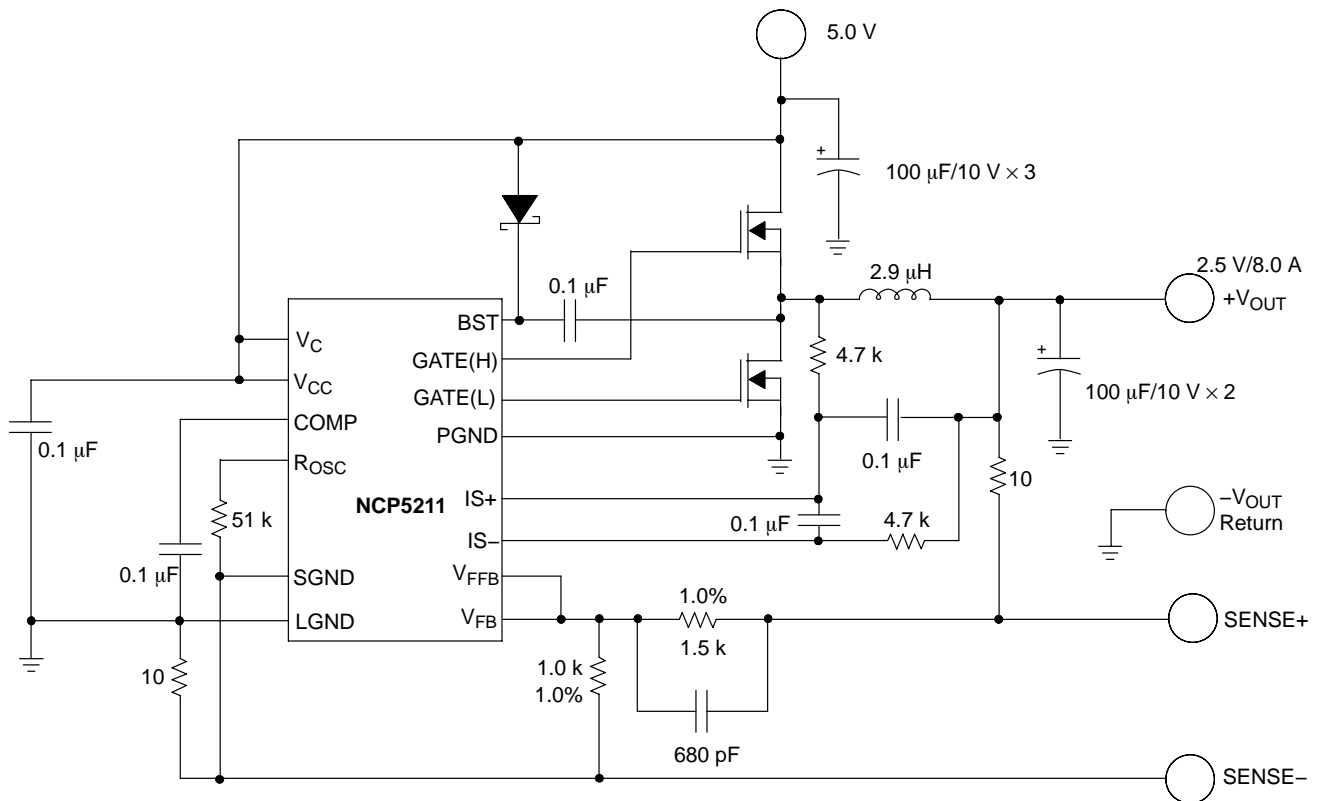 5.0 V
100 μF/10 V × 3
2.9 μH
2.5 V/8.0 A
+VOUT
0.1 μF
BST
VC
GATE(H)
4.7 k
VCC
GATE(L)
100 μF/10 V × 2
COMP
PGND
0.1 μF
0.1 μF
ROSC
10
NCP5211
IS+
−VOUT
Return
51 k
0.1 μF
4.7 k
IS−
0.1 μF
SGND
VFFB
1.0%
LGND
VFB
SENSE+
1.5 k
10
1.0 k
1.0%
680 pF
SENSE−